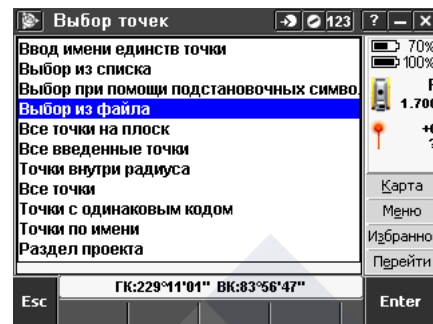 Выбор точек
123
?
70%
100%
Ввод имени единств точки
Выбор из списка
Выбор при помощи подстановочных симво
Выбор из файла
Все точки на плоск
Все введенные точки
Точки внутри радиуса
Все точки
Точки с одинаковым кодом
Точки по имени
Раздел проекта
1.700
Карта
Меню
Избранно
Перейти
ГК:229°11'01" ВК:83°56'47"
Esc
Enter